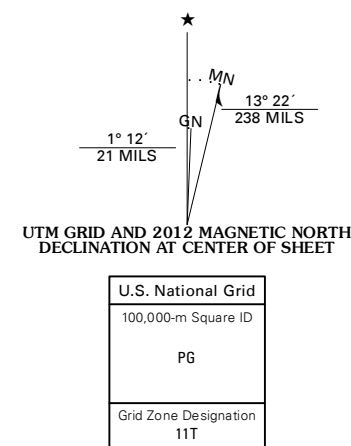 MN
GN
13° 22´
238 MILS
1° 12´
21 MILS
UTM GRID AND 2012 MAGNETIC NORTH
DECLINATION AT CENTER OF SHEET
U.S. National Grid
100,000-m Square ID
PG
Grid Zone Designation
11T